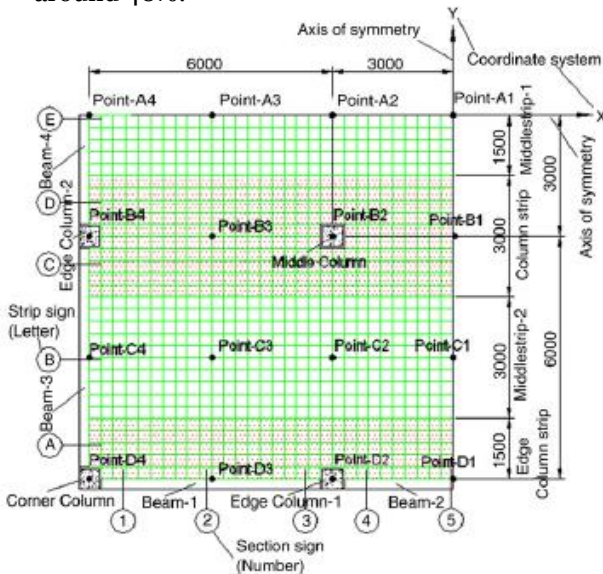 Y
Axis of symmetry
Coordinate system
6000
3000
Point-A4
Point-A3
Point-A2
Point-A1
X
E
Beam-4
1500
Middlestrip-1
3000
Axis of symmetry
D
Edge Column-2
Point-B4
Point-B3
Point-B2
Point-B1
Middle Column
3000
Column strip
C
Strip sign
(Letter)
B
Point-C4
Point-C3
Point-C2
Point-C1
3000
Middlestrip-2
6000
Beam-3
A
Point-D4
Point-D3
Point-D2
Point-D1
1500
Edge
Column strip
Corner Column
Beam-1
Edge Column-1
Beam-2
1
2
3
4
5
Section sign
(Number)